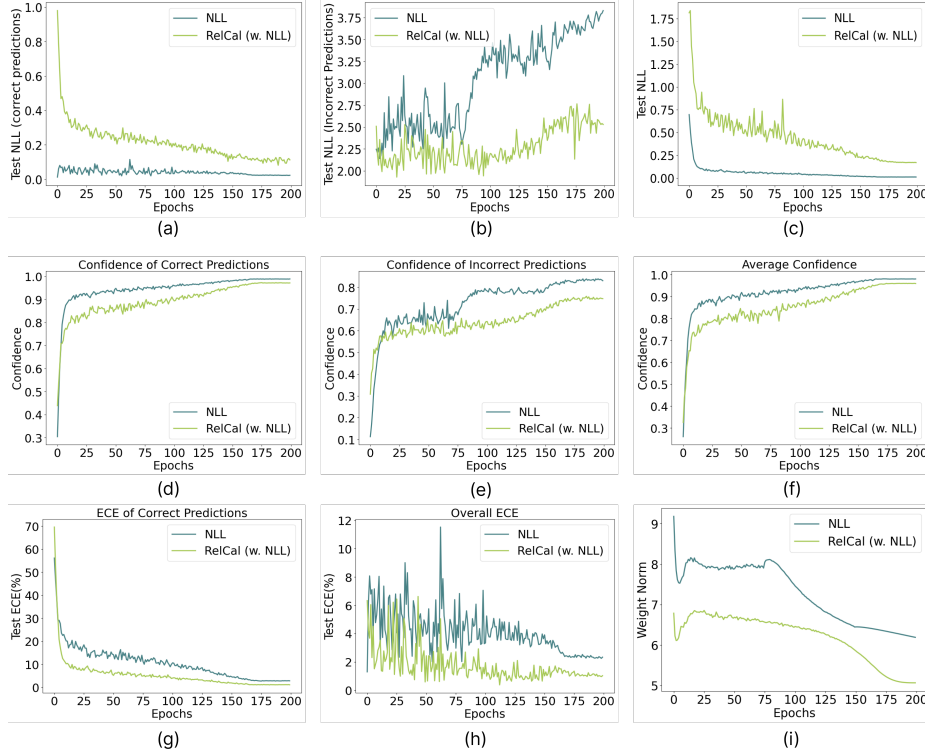 Test NLL (correct predictions)
1.0
0.8
0.6
0.4
0.2
0.0
NLL
RelCal (w. NLL)
0 25 50 75 100 125 150 175 200
Epochs
(a)
Test NLL (Incorrect Predictions)
3.75
3.50
3.25
3.00
2.75
2.50
2.25
2.00
NLL
RelCal (w. NLL)
0 25 50 75 100 125 150 175 200
Epochs
(b)
Test NLL
1.75
1.50
1.25
1.00
0.75
0.50
0.25
0.00
NLL
RelCal (w. NLL)
0 25 50 75 100 125 150 175 200
Epochs
(c)
Confidence of Correct Predictions
Confidence
1.0
0.9
0.8
0.7
0.6
0.5
0.4
0.3
NLL
RelCal (w. NLL)
0 25 50 75 100 125 150 175 200
Epochs
(d)
Confidence of Incorrect Predictions
Confidence
0.8
0.7
0.6
0.5
0.4
0.3
0.2
0.1
NLL
RelCal (w. NLL)
0 25 50 75 100 125 150 175 200
Epochs
(e)
Average Confidence
Confidence
1.0
0.9
0.8
0.7
0.6
0.5
0.4
0.3
NLL
RelCal (w. NLL)
0 25 50 75 100 125 150 175 200
Epochs
(f)
ECE of Correct Predictions
Test ECE(%)
70
60
50
40
30
20
10
0
NLL
RelCal (w. NLL)
0 25 50 75 100 125 150 175 200
Epochs
(g)
Overall ECE
Test ECE(%)
12
10
8
6
4
2
0
NLL
RelCal (w. NLL)
0 25 50 75 100 125 150 175 200
Epochs
(h)
Weight Norm
9
8
7
6
5
NLL
RelCal (w. NLL)
0 25 50 75 100 125 150 175 200
Epochs
(i)